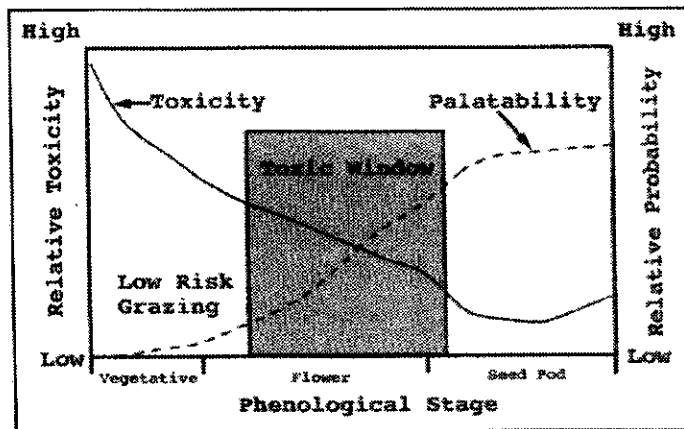 High
High
Toxicity
Palatability
Toxic Window
Relative Toxicity
Relative Probability
Low Risk
Grazing
Low
Low
Vegetative
Flower
Seed Pod
Phenological Stage